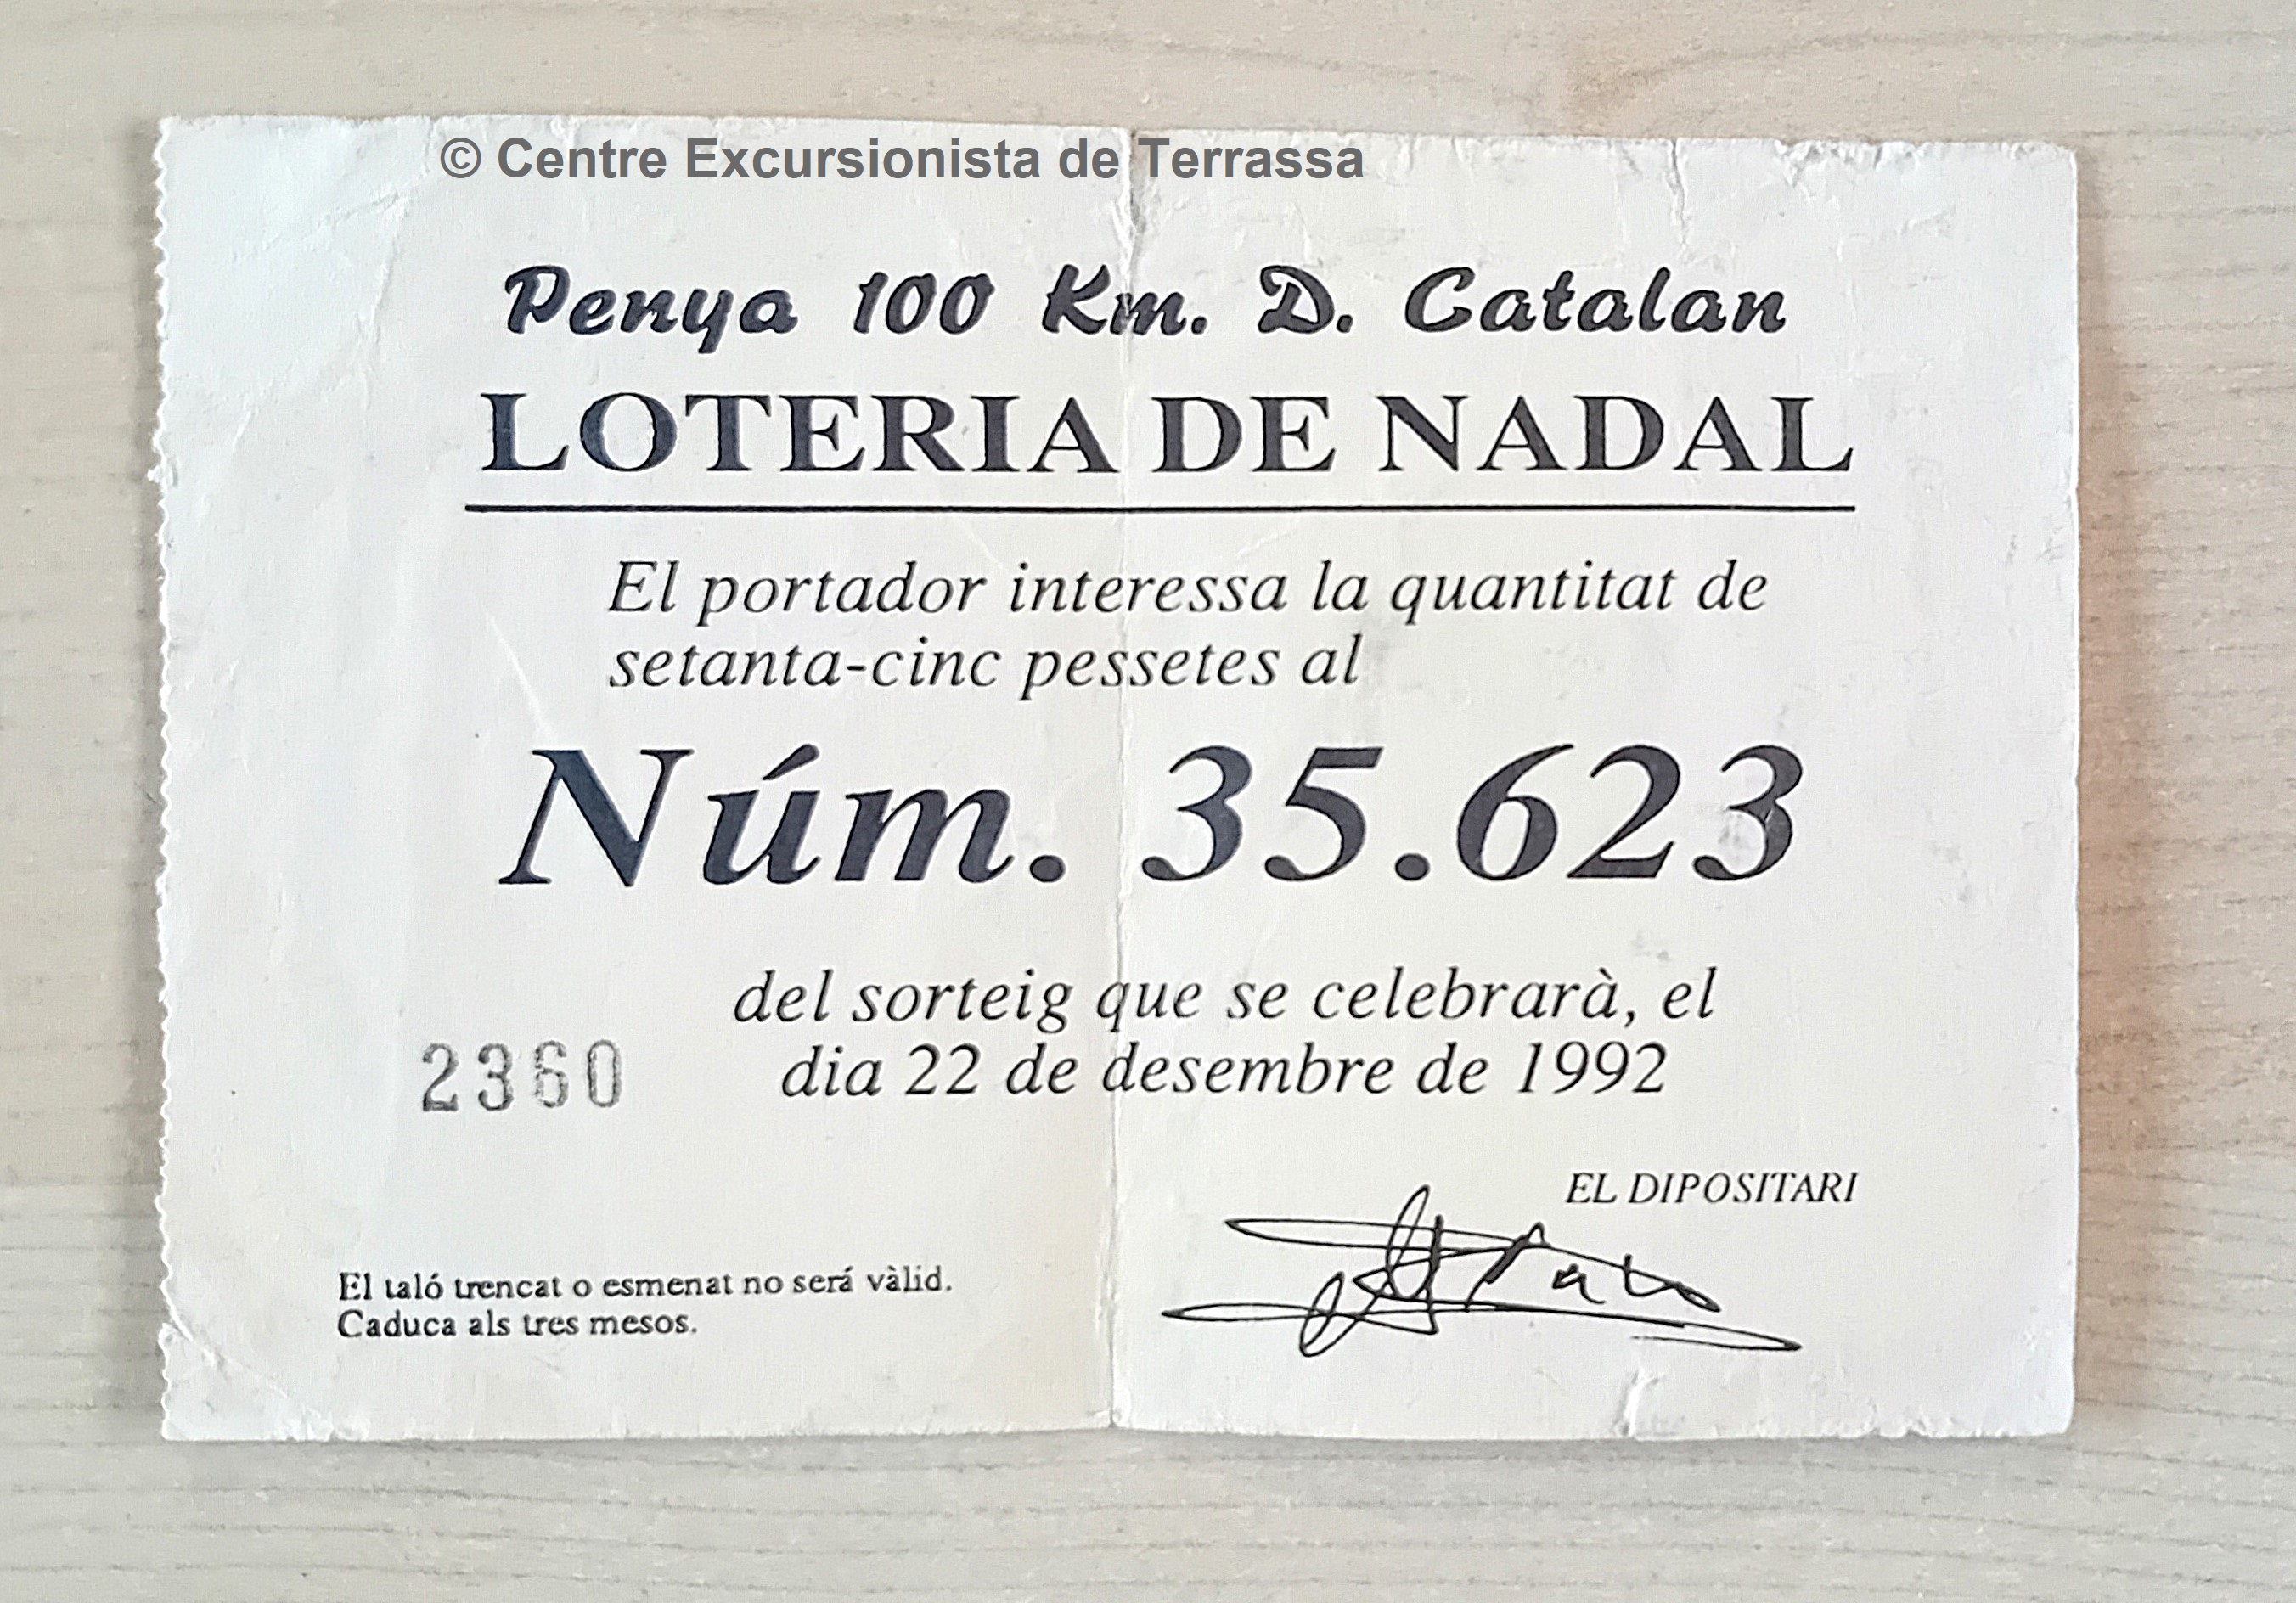 © Centre Excursionista de Terrassa
Penya 100 Km. D. Catalan
LOTERIA DE NADAL
El portador interessa la quantitat de
setanta-cinc pessetes al
Núm. 35.623
del sorteig que se celebrarà, el
dia 22 de desembre de 1992
2360
EL DIPOSITARI
El taló trencat o esmenat no será vàlid.
Caduca als tres mesos.